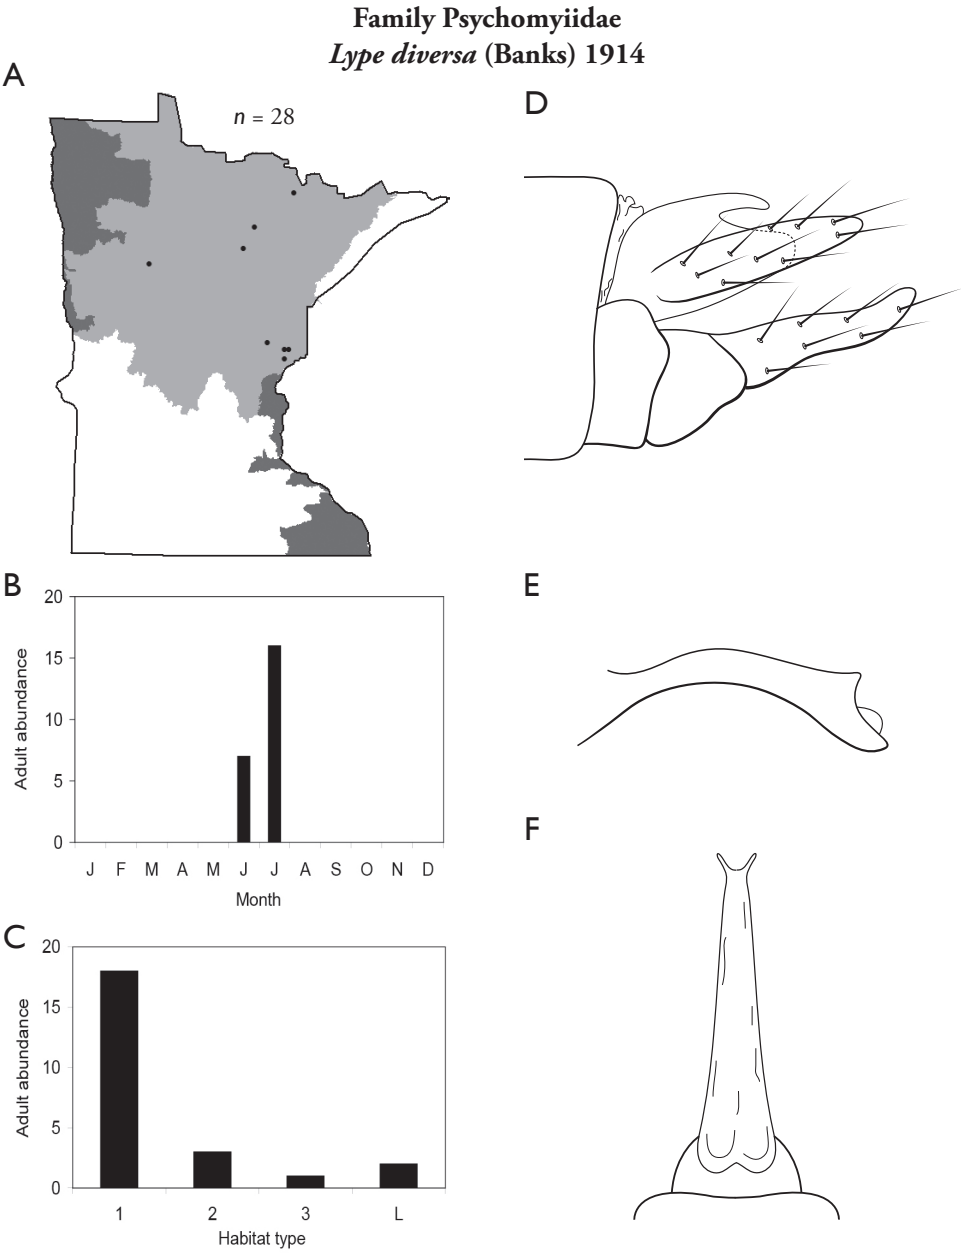 Family Psychomyiidae
Lype diversa (Banks) 1914
A
n = 28
D
B
20
15
10
5
0
Adult abundance
J F M A M J J A S O N D
Month
E
C
20
15
10
5
0
Adult abundance
1 2 3 L
Habitat type
F